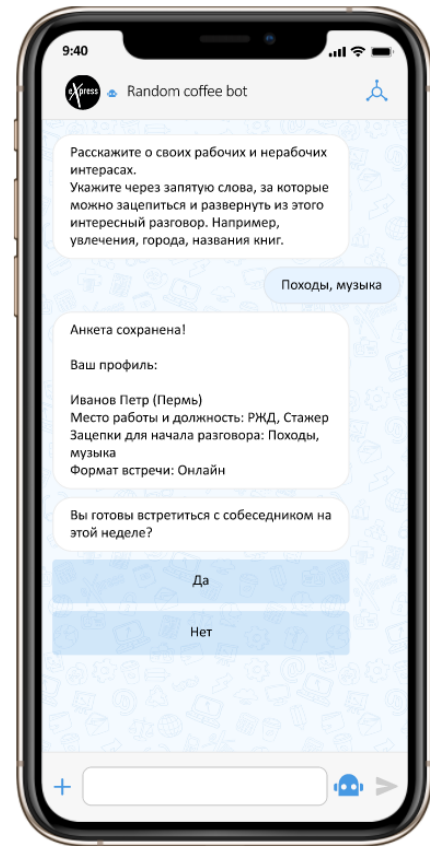 9:40
eXpress
Random coffee bot
Расскажите о своих рабочих и нерабочих
интерасах.
Укажите через запятую слова, за которые
можно зацепиться и развернуть из этого
интересный разговор. Например,
увлечения, города, названия книг.
Походы, музыка
Анкета сохранена!
Ваш профиль:
Иванов Петр (Пермь)
Место работы и должность: РЖД, Стажер
Зацепки для начала разговора: Походы,
музыка
Формат встречи: Онлайн
Вы готовы встретиться с собеседником на
этой неделе?
Да
Нет